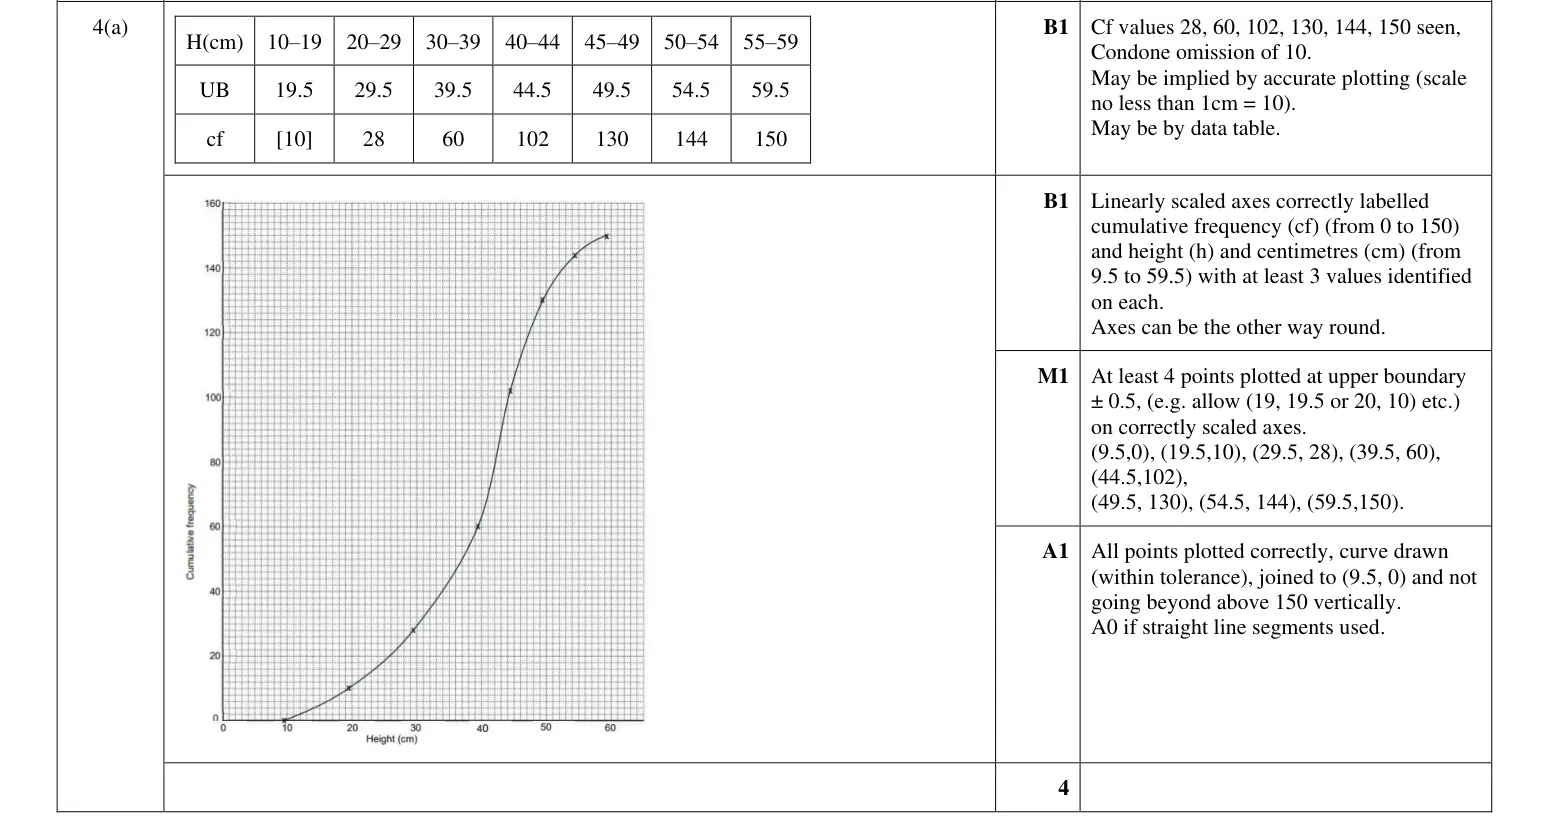 4(a)
H(cm) 10–19 20–29 30–39 40–44 45–49 50–54 55–59
UB 19.5 29.5 39.5 44.5 49.5 54.5 59.5
cf [10] 28 60 102 130 144 150
B1 Cf values 28, 60, 102, 130, 144, 150 seen,
Condone omission of 10.
May be implied by accurate plotting (scale
no less than 1cm = 10).
May be by data table.
160
140
120
100
80
60
40
20
0
Cumulative frequency
0 10 20 30 40 50 60
Height (cm)
B1 Linearly scaled axes correctly labelled
cumulative frequency (cf) (from 0 to 150)
and height (h) and centimetres (cm) (from
9.5 to 59.5) with at least 3 values identified
on each.
Axes can be the other way round.
M1 At least 4 points plotted at upper boundary
± 0.5, (e.g. allow (19, 19.5 or 20, 10) etc.)
on correctly scaled axes.
(9.5,0), (19.5,10), (29.5, 28), (39.5, 60),
(44.5,102),
(49.5, 130), (54.5, 144), (59.5,150).
A1 All points plotted correctly, curve drawn
(within tolerance), joined to (9.5, 0) and not
going beyond above 150 vertically.
A0 if straight line segments used.
4